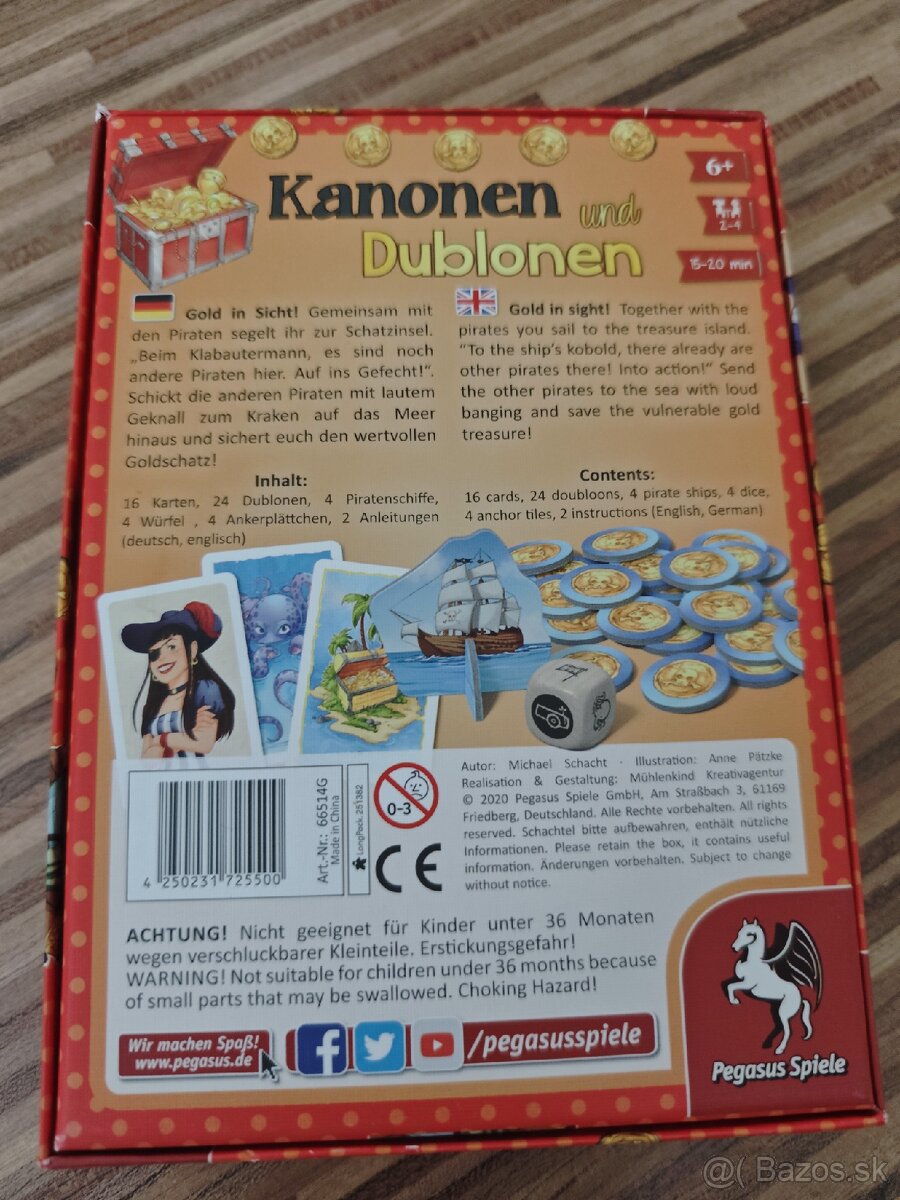 Kanonen und
Dublonen
6+
2-4
15-20 min
Gold in Sicht! Gemeinsam mit
den Piraten segelt ihr zur Schatzinsel.
„Beim Klabautermann, es sind noch
andere Piraten hier. Auf ins Gefecht!“.
Schickt die anderen Piraten mit lautem
Geknall zum Kraken auf das Meer
hinaus und sichert euch den wertvollen
Goldschatz!
Inhalt:
16 Karten, 24 Dublonen, 4 Piratenschiffe,
4 Würfel , 4 Ankerplättchen, 2 Anleitungen
(deutsch, englisch)
Gold in sight! Together with the
pirates you sail to the treasure island.
"To the ship's kobold, there already are
other pirates there! Into action!" Send
the other pirates to the sea with loud
banging and save the vulnerable gold
treasure!
Contents:
16 cards, 24 doubloons, 4 pirate ships, 4 dice,
4 anchor tiles, 2 instructions (English, German)
4 250231 725500
Art.-Nr.: 66514G
Made in China
LongPack 251382
0-3
CE
Autor: Michael Schacht · Illustration: Anne Pätzke
Realisation & Gestaltung: Mühlenkind Kreativagentur
© 2020 Pegasus Spiele GmbH, Am Straßbach 3, 61169
Friedberg, Deutschland. Alle Rechte vorbehalten. All rights
reserved. Schachtel bitte aufbewahren, enthält nützliche
Informationen. Please retain the box, it contains useful
information. Änderungen vorbehalten. Subject to change
without notice.
ACHTUNG! Nicht geeignet für Kinder unter 36 Monaten
wegen verschluckbarer Kleinteile. Erstickungsgefahr!
WARNING! Not suitable for children under 36 months because
of small parts that may be swallowed. Choking Hazard!
Wir machen Spaß!
www.pegasus.de
/pegasusspiele
Pegasus Spiele
@( Bazos.sk